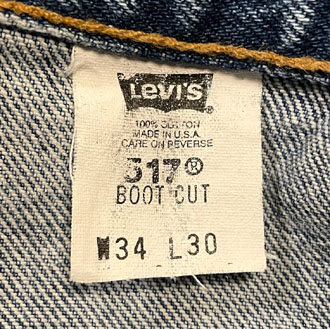 Levi's
100% COTTON
MADE IN U.S.A.
CARE ON REVERSE
517®
BOOT CUT
W34 L30